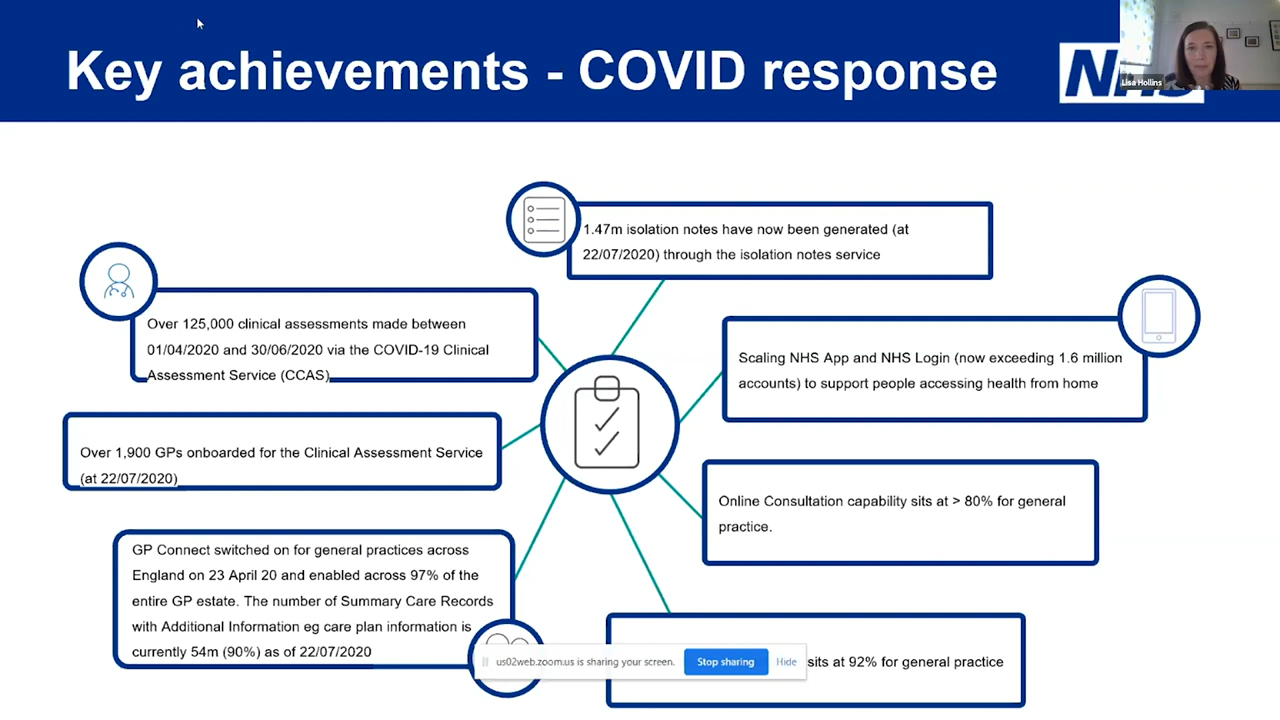 Key achievements - COVID response
NHS
Lisa Hollins
1.47m isolation notes have now been generated (at
22/07/2020) through the isolation notes service
Over 125,000 clinical assessments made between
01/04/2020 and 30/06/2020 via the COVID-19 Clinical
Assessment Service (CCAS)
Scaling NHS App and NHS Login (now exceeding 1.6 million
accounts) to support people accessing health from home
Over 1,900 GPs onboarded for the Clinical Assessment Service
(at 22/07/2020)
Online Consultation capability sits at > 80% for general
practice.
GP Connect switched on for general practices across
England on 23 April 20 and enabled across 97% of the
entire GP estate. The number of Summary Care Records
with Additional Information eg care plan information is
currently 54m (90%) as of 22/07/2020
sits at 92% for general practice
us02web.zoom.us is sharing your screen.
Stop sharing
Hide